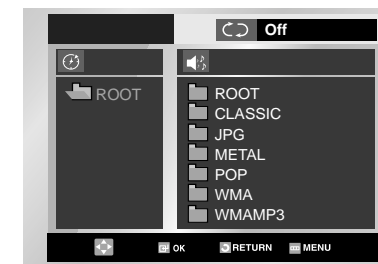 Off
ROOT
ROOT
CLASSIC
JPG
METAL
POP
WMA
WMAMP3
OK RETURN MENU